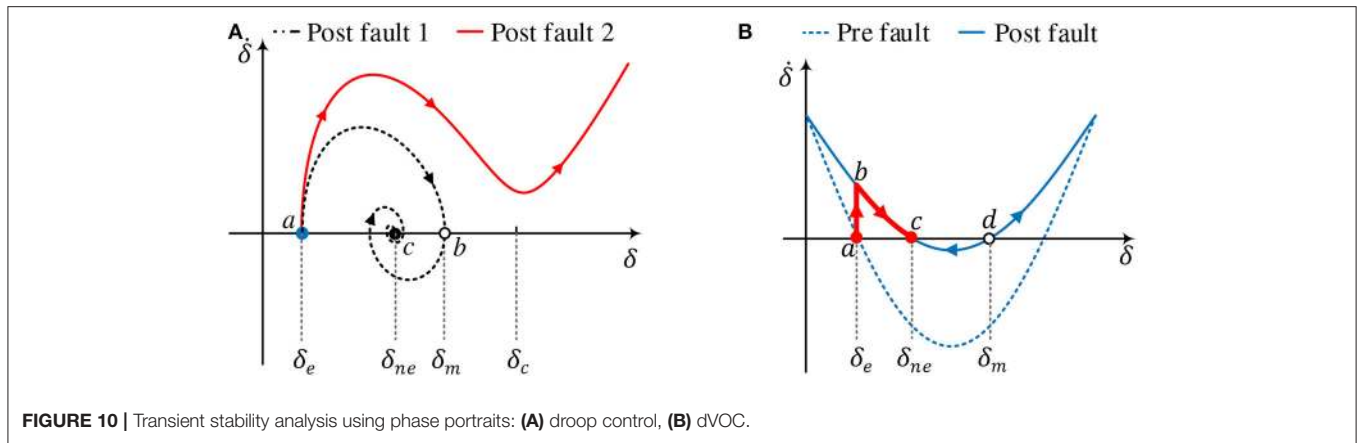 A. Post fault 1 Post fault 2
δ̇
a
c
b
δ
δₑ δₙₑ δₘ δ_c
B Pre fault Post fault
δ̇
b
c
d
a
δ
δₑ δₙₑ δₘ
FIGURE 10 | Transient stability analysis using phase portraits: (A) droop control, (B) dVOC.